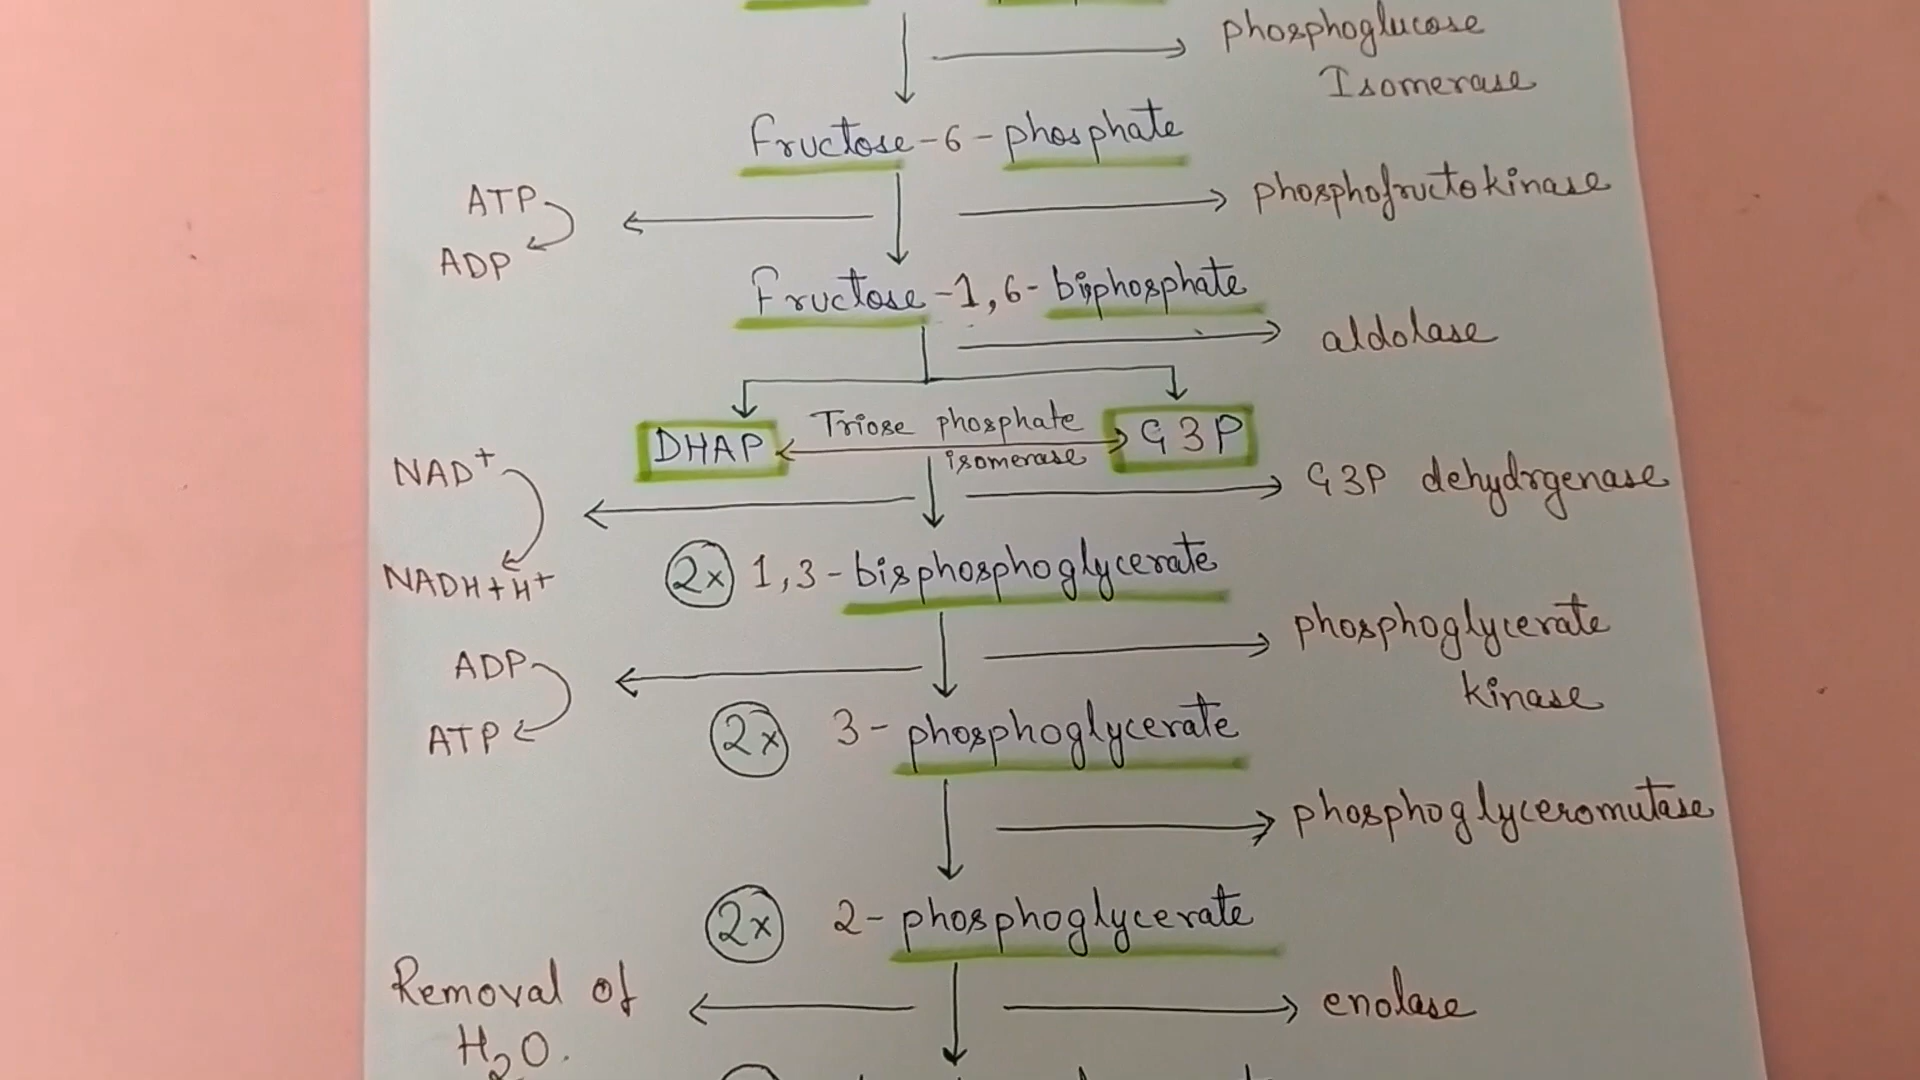 phosphoglucose
Isomerase
Fructose-6-phosphate
ATP
ADP
phosphofructokinase
Fructose-1,6-bisphosphate
aldolase
DHAP
Triose phosphate
isomerase
G3P
NAD+
NADH+H+
G3P dehydrgenase
2x 1,3-bisphosphoglycerate
ADP
ATP
phosphoglycerate
kinase
2x 3-phosphoglycerate
phosphoglyceromutase
2x 2-phosphoglycerate
Removal of
H2O.
enolase